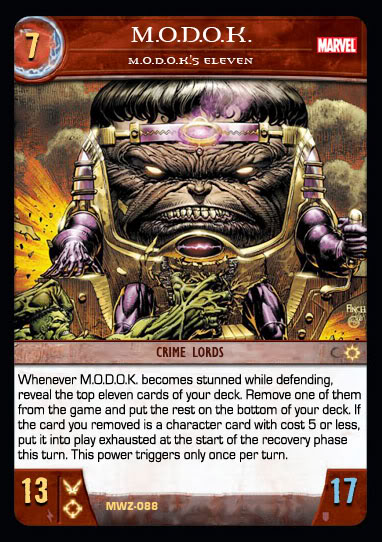 7
M.O.D.O.K.
M.O.D.O.K'S ELEVEN
MARVEL
FINCH
CRIME LORDS
C
Whenever M.O.D.O.K. becomes stunned while defending,
reveal the top eleven cards of your deck. Remove one of them
from the game and put the rest on the bottom of your deck. If
the card you removed is a character card with cost 5 or less,
put it into play exhausted at the start of the recovery phase
this turn. This power triggers only once per turn.
13
MWZ-088
17